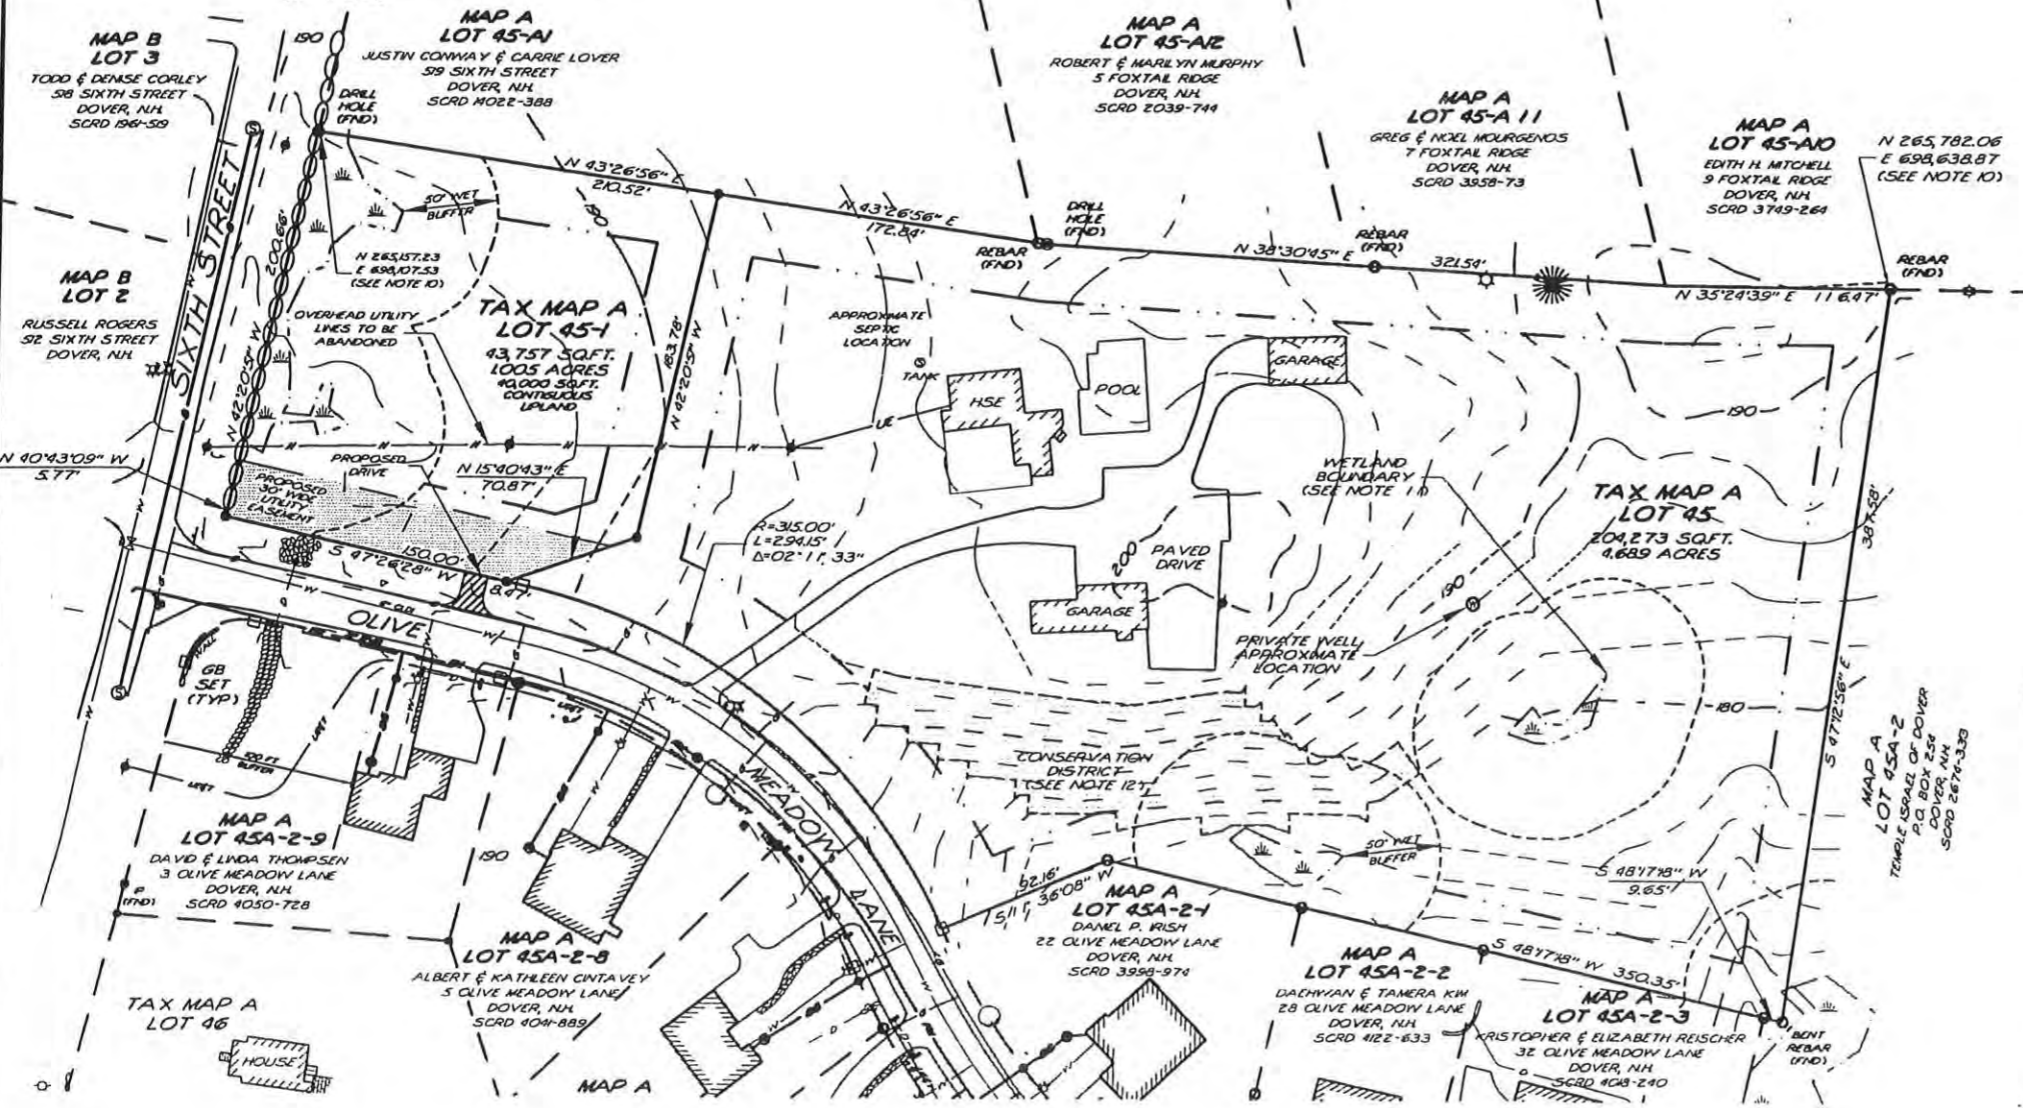 MAP B
LOT 3
TODD & DENISE CORLEY
518 SIXTH STREET
DOVER, N.H.
SCRD 1961-519
190
MAP A
LOT 45-A1
JUSTIN CONWAY & CARRIE LOVER
519 SIXTH STREET
DOVER, N.H.
SCRD 4022-388
DRILL
HOLE
(FND)
MAP A
LOT 45-A12
ROBERT & MARILYN MURPHY
5 FOXTAIL RIDGE
DOVER, N.H.
SCRD 2039-744
MAP A
LOT 45-A11
GREG & NOEL MOURGENOS
7 FOXTAIL RIDGE
DOVER, N.H.
SCRD 3958-73
MAP A
LOT 45-A10
EDITH H. MITCHELL
9 FOXTAIL RIDGE
DOVER, N.H.
SCRD 3749-264
N 265,782.06
E 698,638.87
(SEE NOTE 10)
N 43°26'56" E
210.52'
190
50' WET
BUFFER
N 43°26'56" E
172.84'
DRILL
HOLE
(FND)
REBAR
(FND)
N 38°30'45" E
321.54'
REBAR
(FND)
N 35°24'39" E 116.47'
REBAR
(FND)
SIXTH STREET
200.66'
N 42°20'51" W
MAP B
LOT 2
RUSSELL ROGERS
512 SIXTH STREET
DOVER, N.H.
N 265,157.23
E 698,107.53
(SEE NOTE 10)
OVERHEAD UTILITY
LINES TO BE
ABANDONED
TAX MAP A
LOT 45-1
43,757 SQ.FT.
1.005 ACRES
40,000 SQ.FT.
CONTIGUOUS
UPLAND
183.78'
N 42°20'51" W
APPROXIMATE
SEPTIC
LOCATION
TANK
HSE
POOL
GARAGE
UE
190
N 40°43'09" W
5.77'
PROPOSED
DRIVE
N 15°40'43" E
70.87'
PROPOSED
30' WIDE
UTILITY
EASEMENT
150.00'
S 47°26'28" W
8.47'
R=315.00'
L=294.15'
WETLAND
BOUNDARY
(SEE NOTE 11)
TAX MAP A
LOT 45
204,273 SQ.FT.
4.689 ACRES
387.58'
S 47°12'56" E
200
PAVED
DRIVE
GARAGE
190
PRIVATE WELL
APPROXIMATE
LOCATION
180
OLIVE
MEADOW
LANE
WALL
GB
SET
(TYP)
100 FT
BUFFER
CONSERVATION
DISTRICT
(SEE NOTE 12)
50' WET
BUFFER
MAP A
LOT 45A-2
TEMPLE ISRAEL OF DOVER
P.O. BOX 254
DOVER, N.H.
SCRD 2674-333
MAP A
LOT 45A-2-9
DAVID & LINDA THOMPSEN
3 OLIVE MEADOW LANE
DOVER, N.H.
SCRD 4050-728
190
(FND)
MAP A
LOT 45A-2-8
ALBERT & KATHLEEN CINTAVEY
5 OLIVE MEADOW LANE
DOVER, N.H.
SCRD 4041-889
62.16'
MAP A
LOT 45A-2-1
DANIEL P. IRISH
22 OLIVE MEADOW LANE
DOVER, N.H.
SCRD 3998-974
S 48°17'18" W
9.65'
S 48°17'18" W 350.35'
MAP A
LOT 45A-2-2
DAEHWAN & TAMERA KIM
28 OLIVE MEADOW LANE
DOVER, N.H.
SCRD 4122-633
MAP A
LOT 45A-2-3
KRISTOPHER & ELIZABETH REISCHER
32 OLIVE MEADOW LANE
DOVER, N.H.
SCRD 4018-240
BENT
REBAR
(FND)
TAX MAP A
LOT 46
HOUSE
MAP A